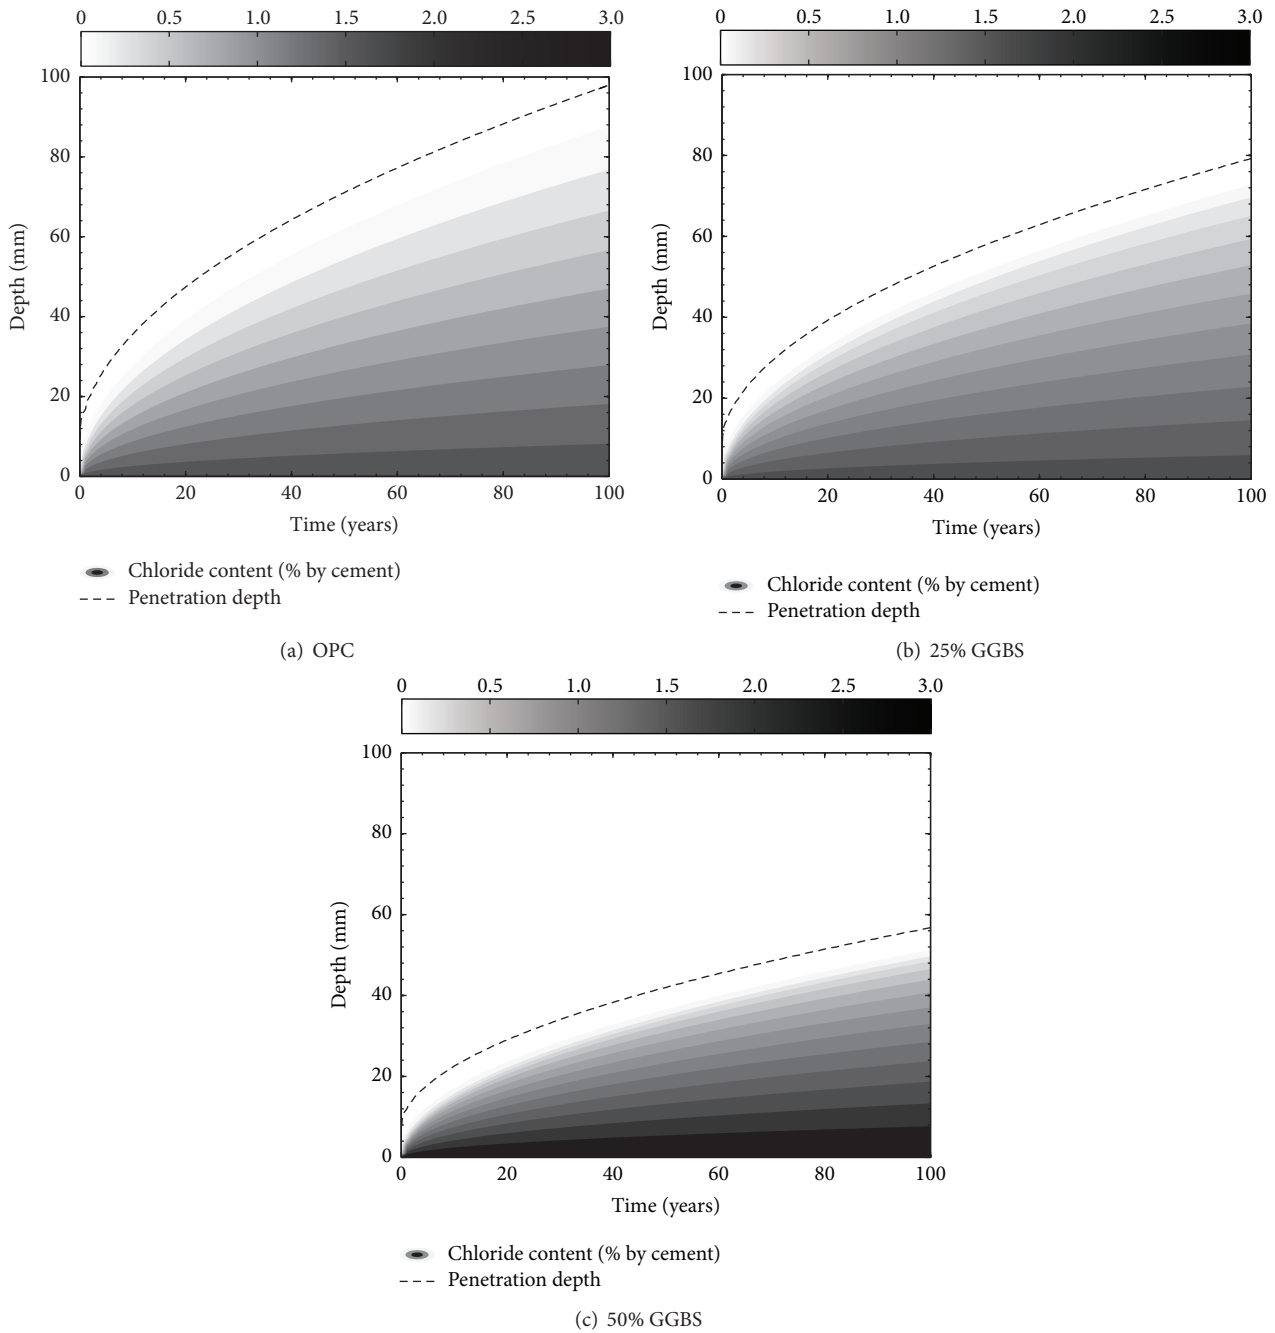 0 0.5 1.0 1.5 2.0 2.5 3.0
100
80
60
40
20
0
Depth (mm)
0 20 40 60 80 100
Time (years)
Chloride content (% by cement)
Penetration depth
(a) OPC
0 0.5 1.0 1.5 2.0 2.5 3.0
100
80
60
40
20
0
Depth (mm)
0 20 40 60 80 100
Time (years)
Chloride content (% by cement)
Penetration depth
(b) 25% GGBS
0 0.5 1.0 1.5 2.0 2.5 3.0
100
80
60
40
20
0
Depth (mm)
0 20 40 60 80 100
Time (years)
Chloride content (% by cement)
Penetration depth
(c) 50% GGBS